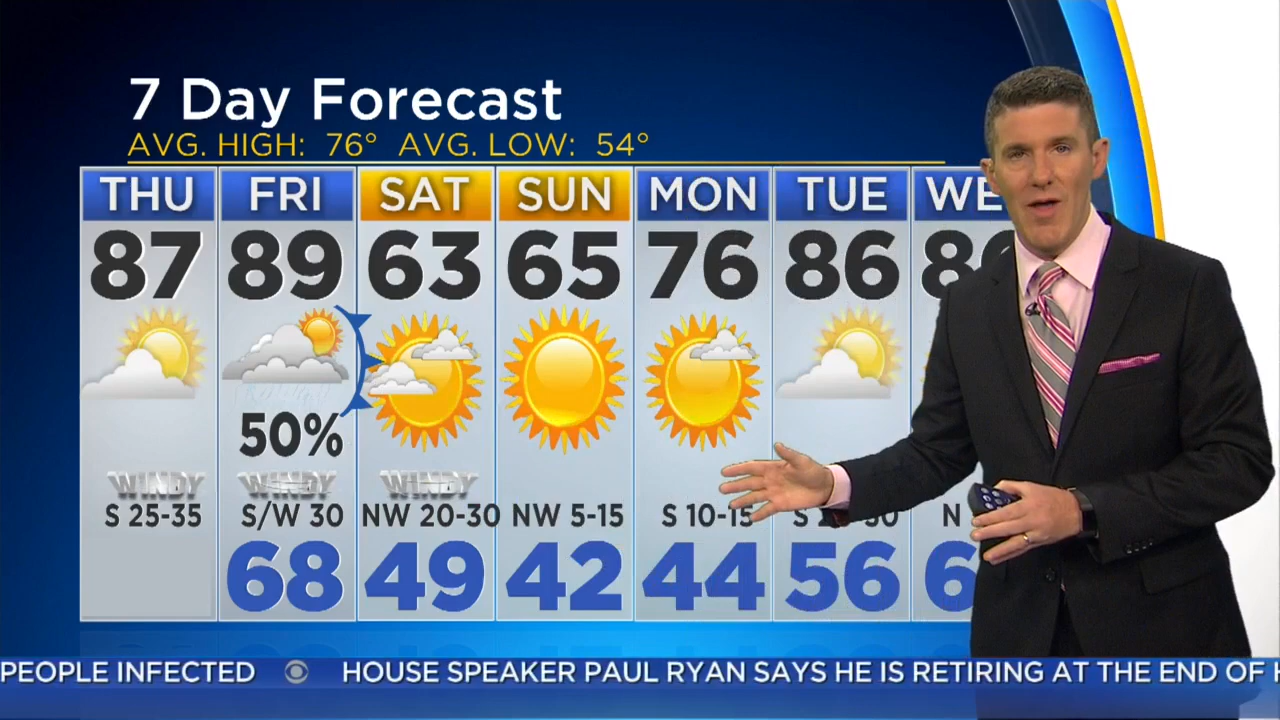 7 Day Forecast
AVG. HIGH: 76° AVG. LOW: 54°
THU FRI SAT SUN MON TUE
87 89 63 65 76 86
50%
WINDY WINDY WINDY
S 25-35 S/W 30 NW 20-30 NW 5-15 S 10-15 S N
68 49 42 44 56
PEOPLE INFECTED HOUSE SPEAKER PAUL RYAN SAYS HE IS RETIRING AT THE END OF